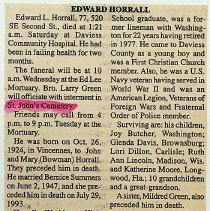 EDWARD HORRALL
Edward L. Horrall, 77, 520
SE Second St., died at 1:21
a.m. Saturday at Daviess
Community Hospital. He had
been in failing health for two
months.
The funeral will be at 10
a.m. Wednesday at the Ed Lee
Mortuary. Bro. Larry Green
will officiate with interment in
St. John's Cemetery.
Friends may call from 4
p.m. to 9 p.m. Tuesday at the
Mortuary.
He was born on Oct. 26,
1924, in Vincennes, to John
and Mary (Bowman) Horrall.
They preceded him in death.
He married Bernice Summers
on June 2, 1947, and she pre-
ceded him in death on July 29,
1993.
School graduate, was a for-
mer lineman with Washing-
ton for 22 years having retired
in 1977. He came to Daviess
County as a young boy and
was a First Christian Church
member. Also, he was a U.S.
Navy veteran having served in
World War II and was an
American Legion, Veterans of
Foreign Wars and Fraternal
Order of Police member.
Surviving are his children,
Joy Butcher, Washington;
Glenda Davis, Brownsburg;
Lori Dillon, Carlisle; Ruth
Ann Lincoln, Madison, Wis.
and Katherine Moore, Long-
wood, Fla.; 10 grandchildren
and a great-grandson.
A sister, Mildred Green, also
preceded him in death.